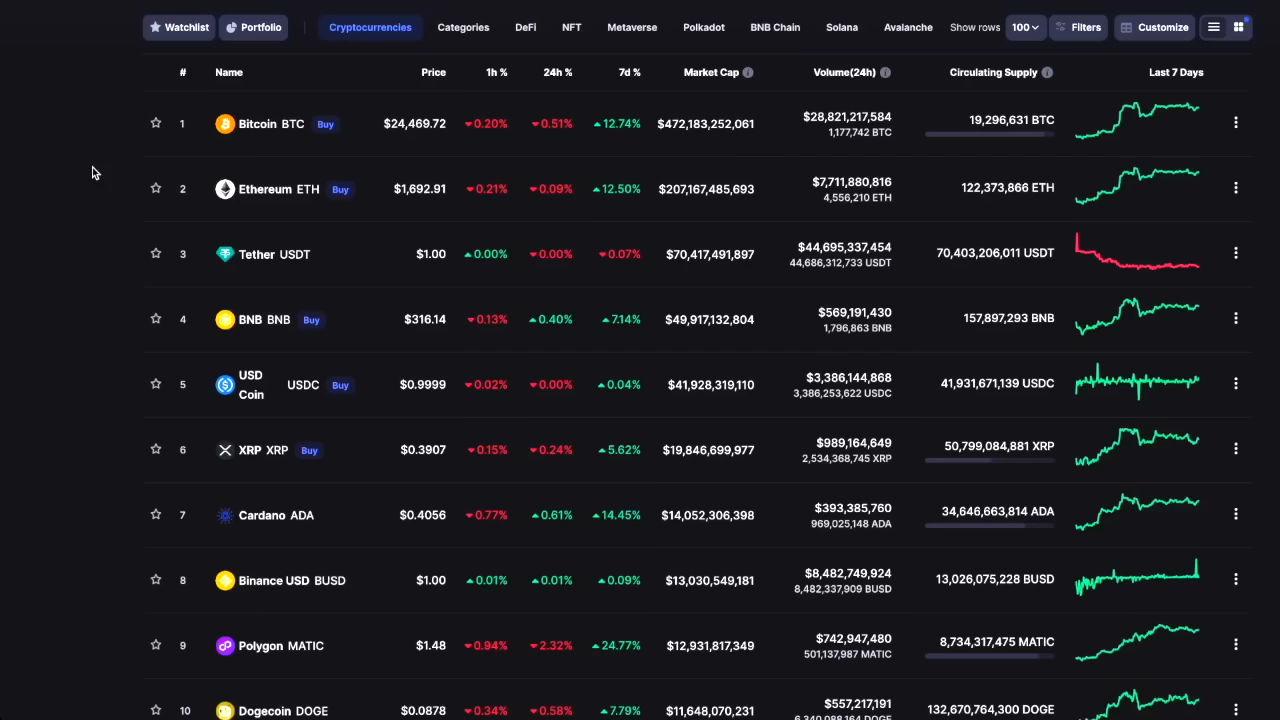 Watchlist Portfolio Cryptocurrencies Categories DeFi NFT Metaverse Polkadot BNB Chain Solana Avalanche Show rows 100 Filters Customize
# Name Price 1h % 24h % 7d % Market Cap Volume(24h) Circulating Supply Last 7 Days
1 Bitcoin BTC Buy $24,469.72 0.20% 0.51% 12.74% $472,183,252,061 $28,821,217,584 19,296,631 BTC
1,177,742 BTC
2 Ethereum ETH Buy $1,692.91 0.21% 0.09% 12.50% $207,167,485,693 $7,711,880,816 122,373,866 ETH
4,556,210 ETH
3 Tether USDT $1.00 0.00% 0.00% 0.07% $70,417,491,897 $44,695,337,454 70,403,206,011 USDT
44,686,312,733 USDT
4 BNB BNB Buy $316.14 0.13% 0.40% 7.14% $49,917,132,804 $569,191,430 157,897,293 BNB
1,796,863 BNB
5 USD Coin USDC Buy $0.9999 0.02% 0.00% 0.04% $41,928,319,110 $3,386,144,868 41,931,671,139 USDC
3,386,253,622 USDC
6 XRP XRP Buy $0.3907 0.15% 0.24% 5.62% $19,846,699,977 $989,164,649 50,799,084,881 XRP
2,534,368,745 XRP
7 Cardano ADA $0.4056 0.77% 0.61% 14.45% $14,052,306,398 $393,385,760 34,646,663,814 ADA
969,025,148 ADA
8 Binance USD BUSD $1.00 0.01% 0.01% 0.09% $13,030,549,181 $8,482,749,924 13,026,075,228 BUSD
8,482,337,909 BUSD
9 Polygon MATIC $1.48 0.94% 2.32% 24.77% $12,931,817,349 $742,947,480 8,734,317,475 MATIC
501,137,987 MATIC
10 Dogecoin DOGE $0.0878 0.34% 0.58% 7.79% $11,648,070,231 $557,217,191 132,670,764,300 DOGE
6,340,088,164 DOGE